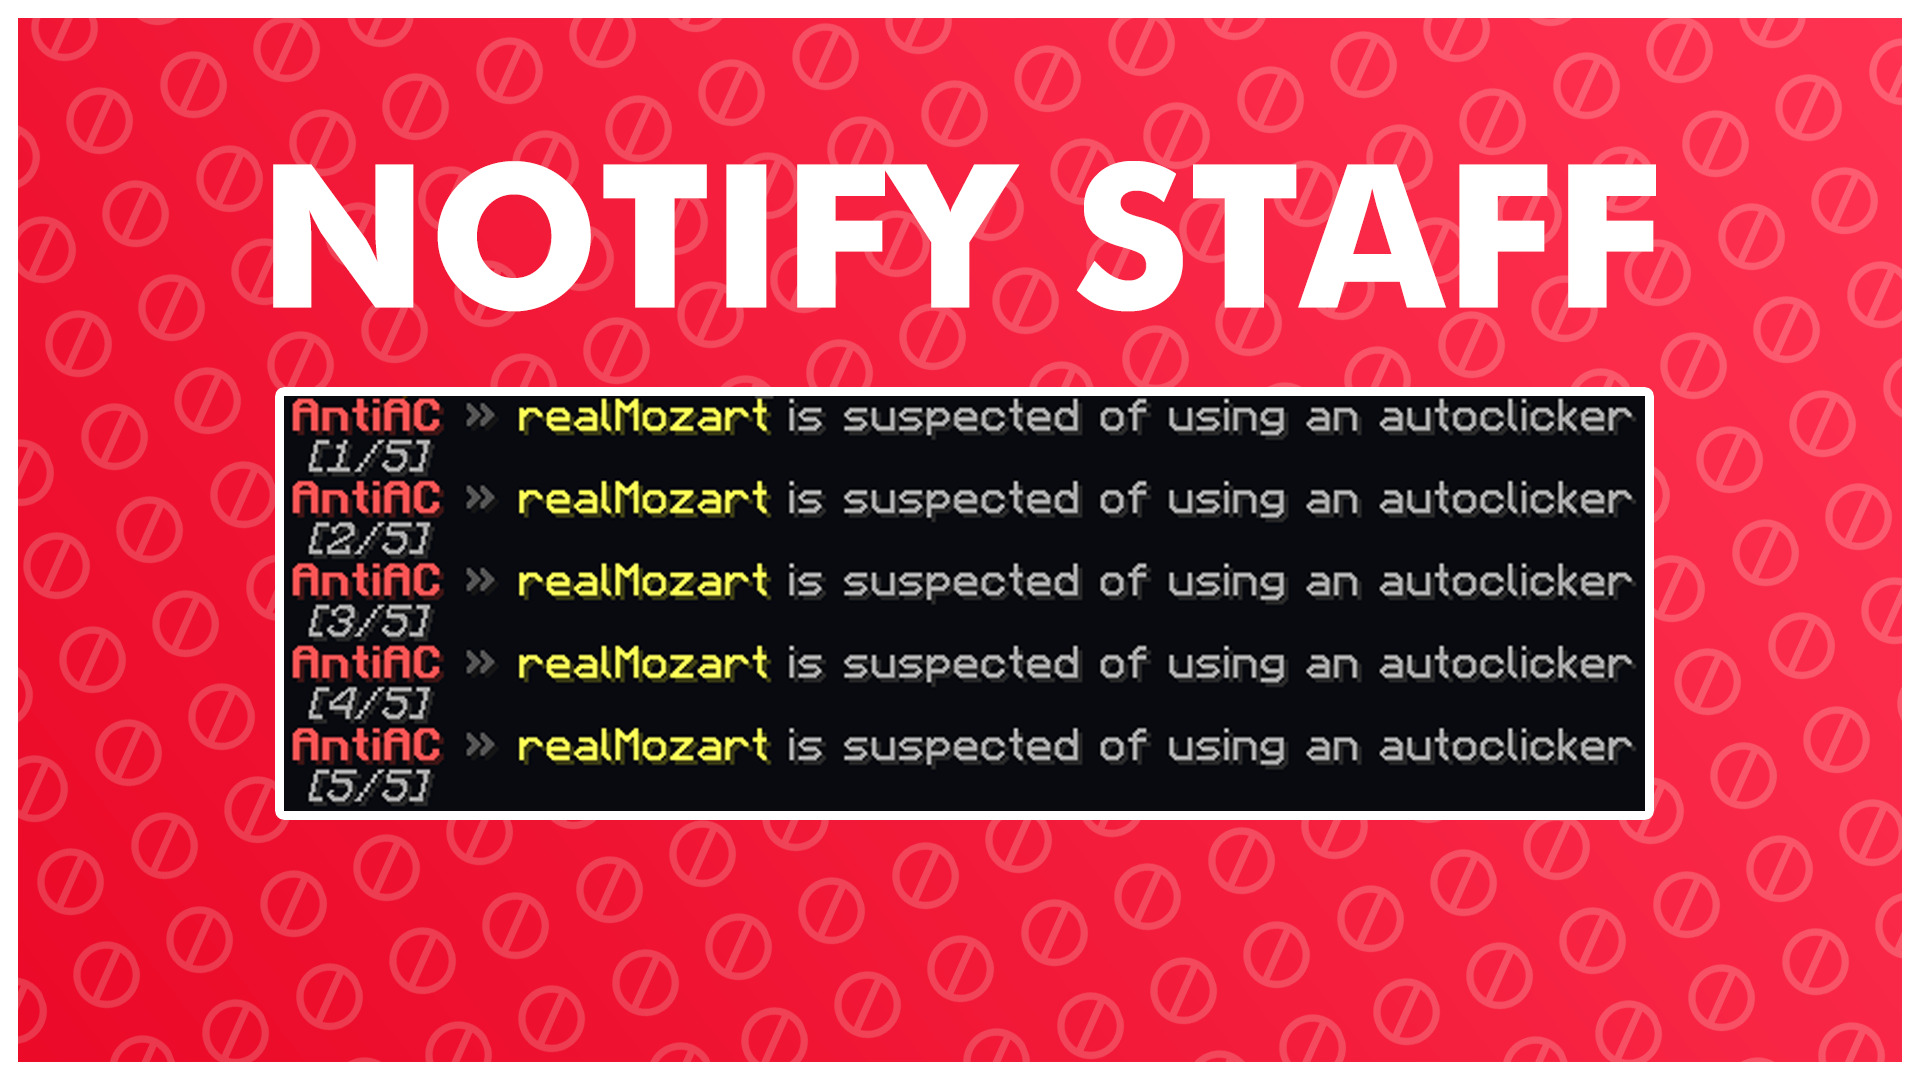 NOTIFY STAFF
AntiAC » realMozart is suspected of using an autoclicker
[1/5]
AntiAC » realMozart is suspected of using an autoclicker
[2/5]
AntiAC » realMozart is suspected of using an autoclicker
[3/5]
AntiAC » realMozart is suspected of using an autoclicker
[4/5]
AntiAC » realMozart is suspected of using an autoclicker
[5/5]